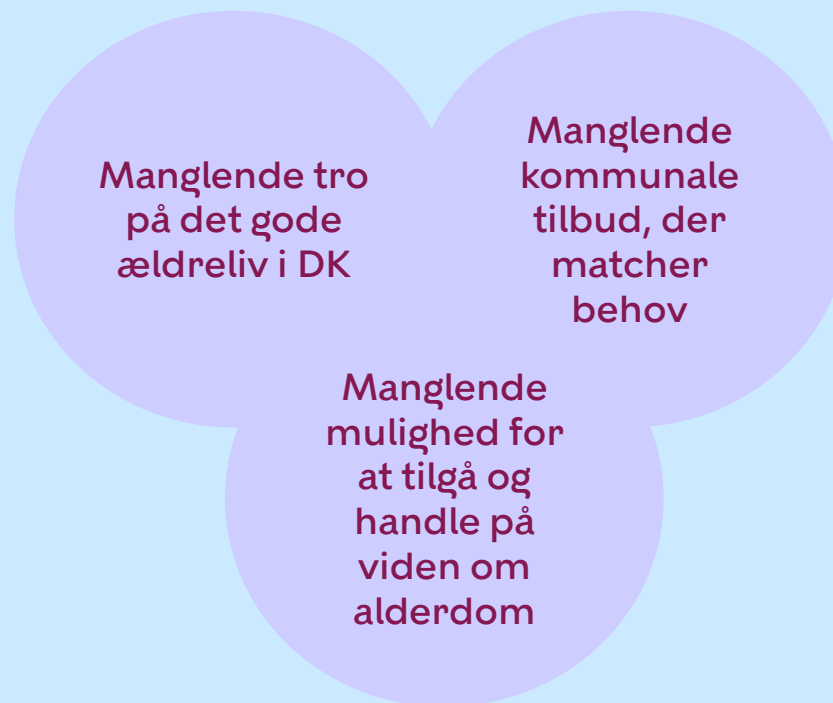 Manglende tro
på det gode
ældreliv i DK
Manglende
kommunale
tilbud, der
matcher
behov
Manglende
mulighed for
at tilgå og
handle på
viden om
alderdom